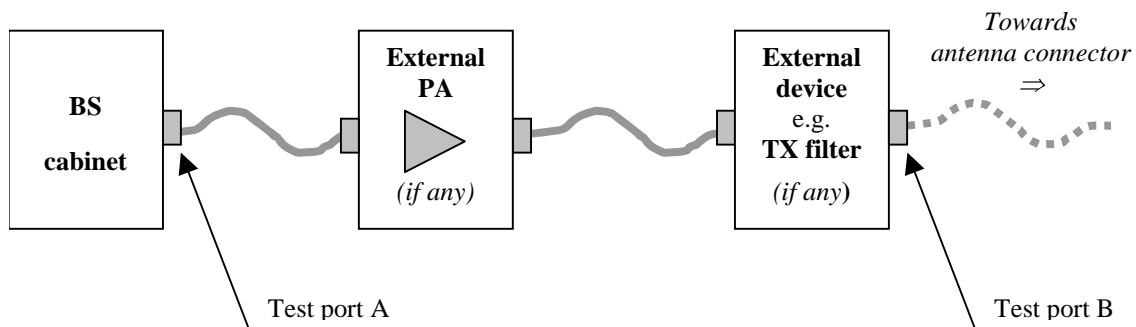 BS
cabinet
External
PA
(if any)
External
device
e.g.
TX filter
(if any)
Towards
antenna connector
⇒
Test port A
Test port B